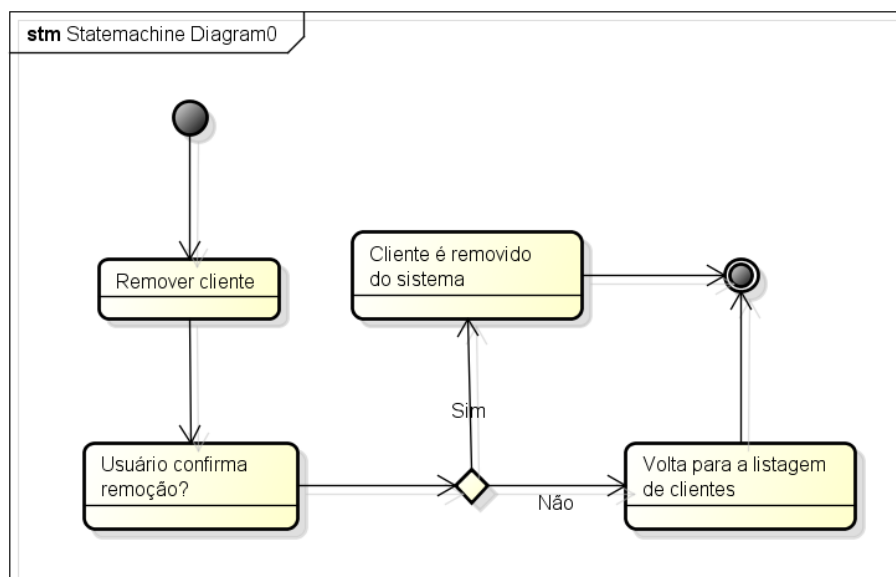 stm Statemachine Diagram0
Remover cliente
Cliente é removido
do sistema
Sim
Usuário confirma
remoção?
Não
Volta para a listagem
de clientes